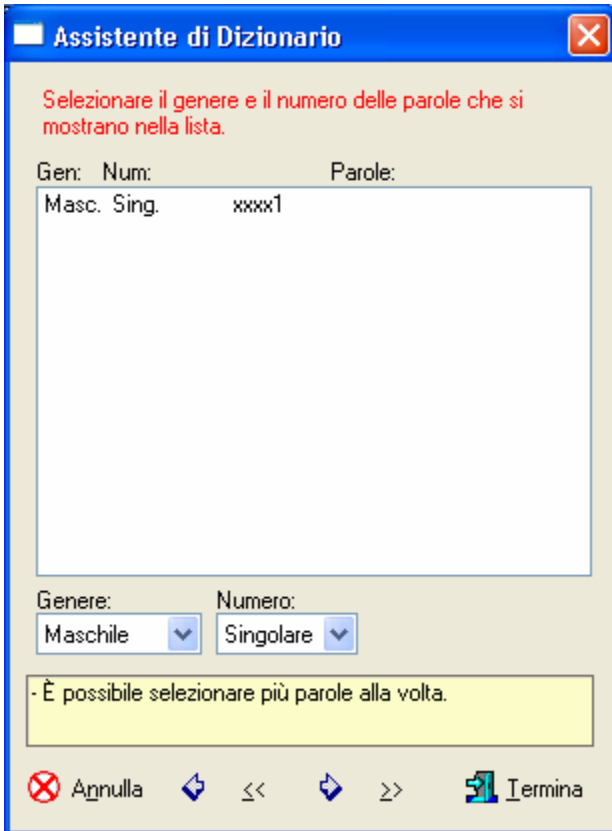 Assistente di Dizionario
Selezionare il genere e il numero delle parole che si
mostrano nella lista.
Gen: Num: Parole:
Masc. Sing. xxxx1
Genere: Numero:
Maschile Singolare
- È possibile selezionare più parole alla volta.
Annulla << >> Termina